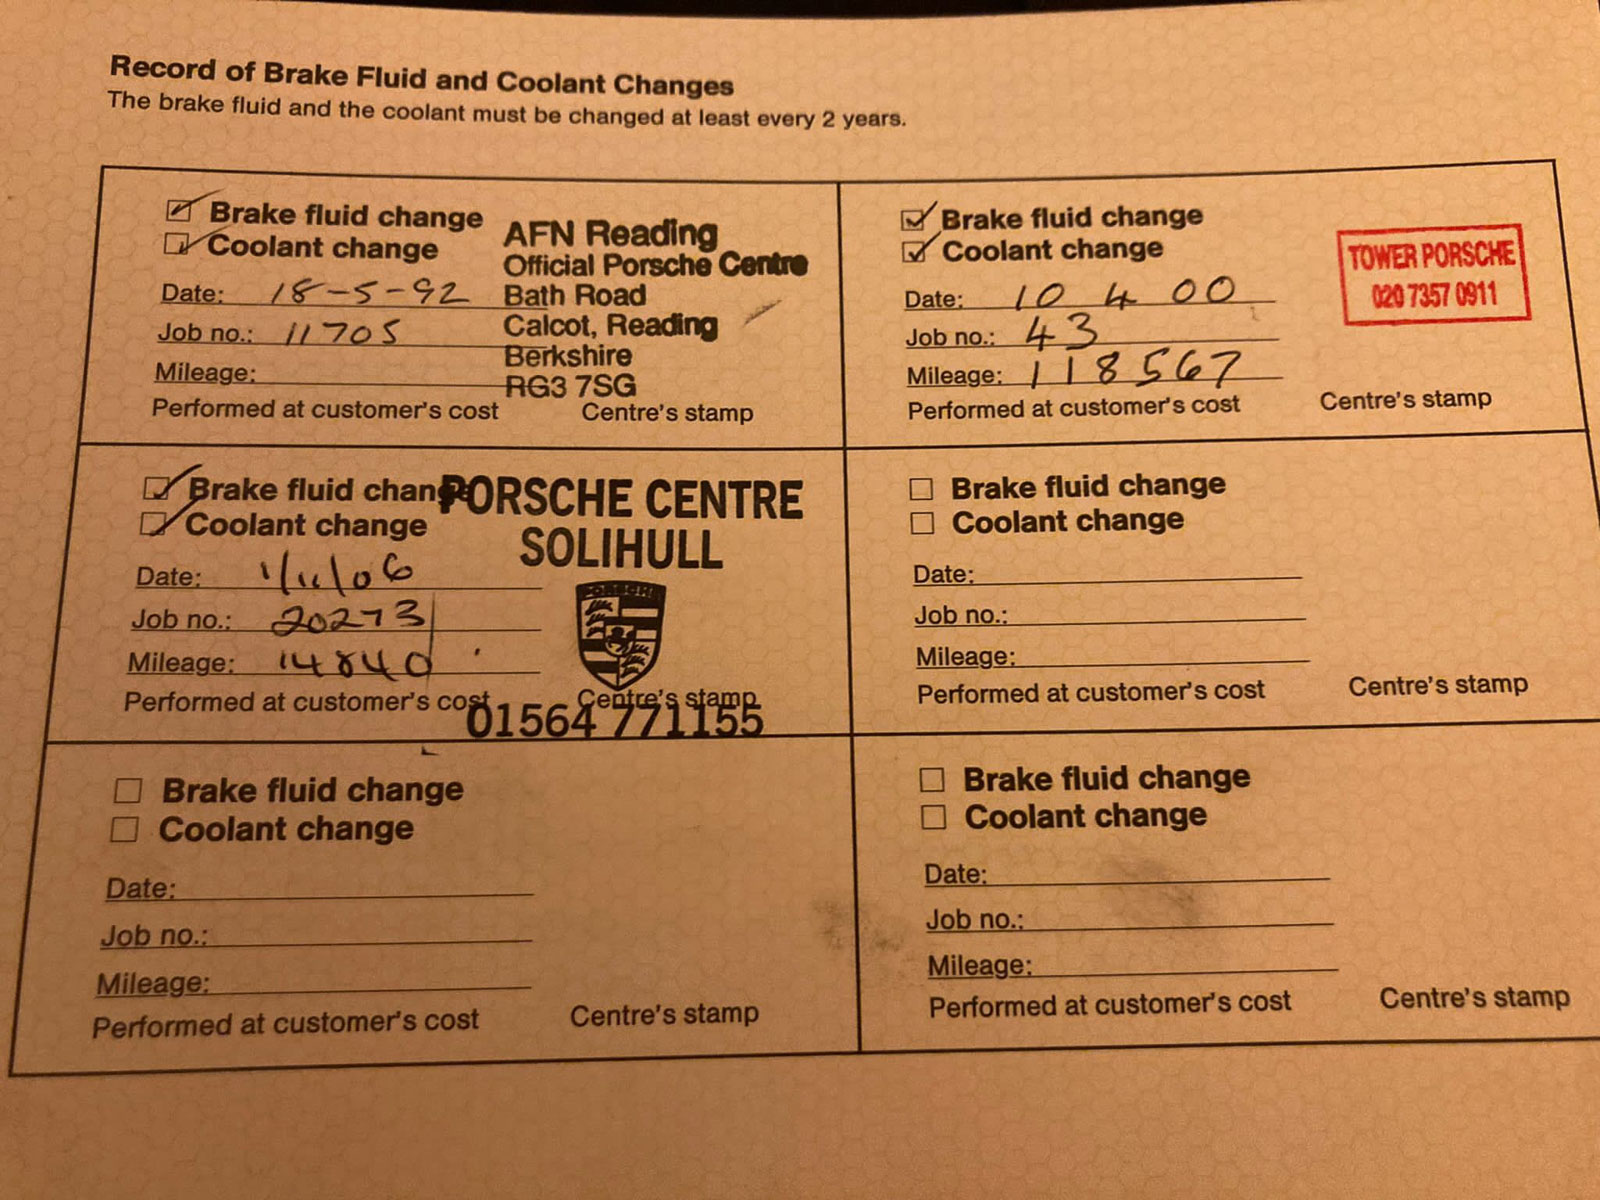 Record of Brake Fluid and Coolant Changes
The brake fluid and the coolant must be changed at least every 2 years.
Brake fluid change
Coolant change
Date: 18-5-92
Job no.: 11705
Mileage:
Performed at customer's cost
AFN Reading
Official Porsche Centre
Bath Road
Calcot, Reading
Berkshire
RG3 7SG
Centre's stamp
Brake fluid change
Coolant change
Date: 10 4 00
Job no.: 43
Mileage: 118567
Performed at customer's cost
TOWER PORSCHE
020 7357 0911
Centre's stamp
Brake fluid change
Coolant change
Date: 1/11/06
Job no.: 20273
Mileage: 14840
Performed at customer's cost
PORSCHE CENTRE
SOLIHULL
PORSCHE
Centre's stamp
01564 771155
Brake fluid change
Coolant change
Date:
Job no.:
Mileage:
Performed at customer's cost
Centre's stamp
Brake fluid change
Coolant change
Date:
Job no.:
Mileage:
Performed at customer's cost
Centre's stamp
Brake fluid change
Coolant change
Date:
Job no.:
Mileage:
Performed at customer's cost
Centre's stamp